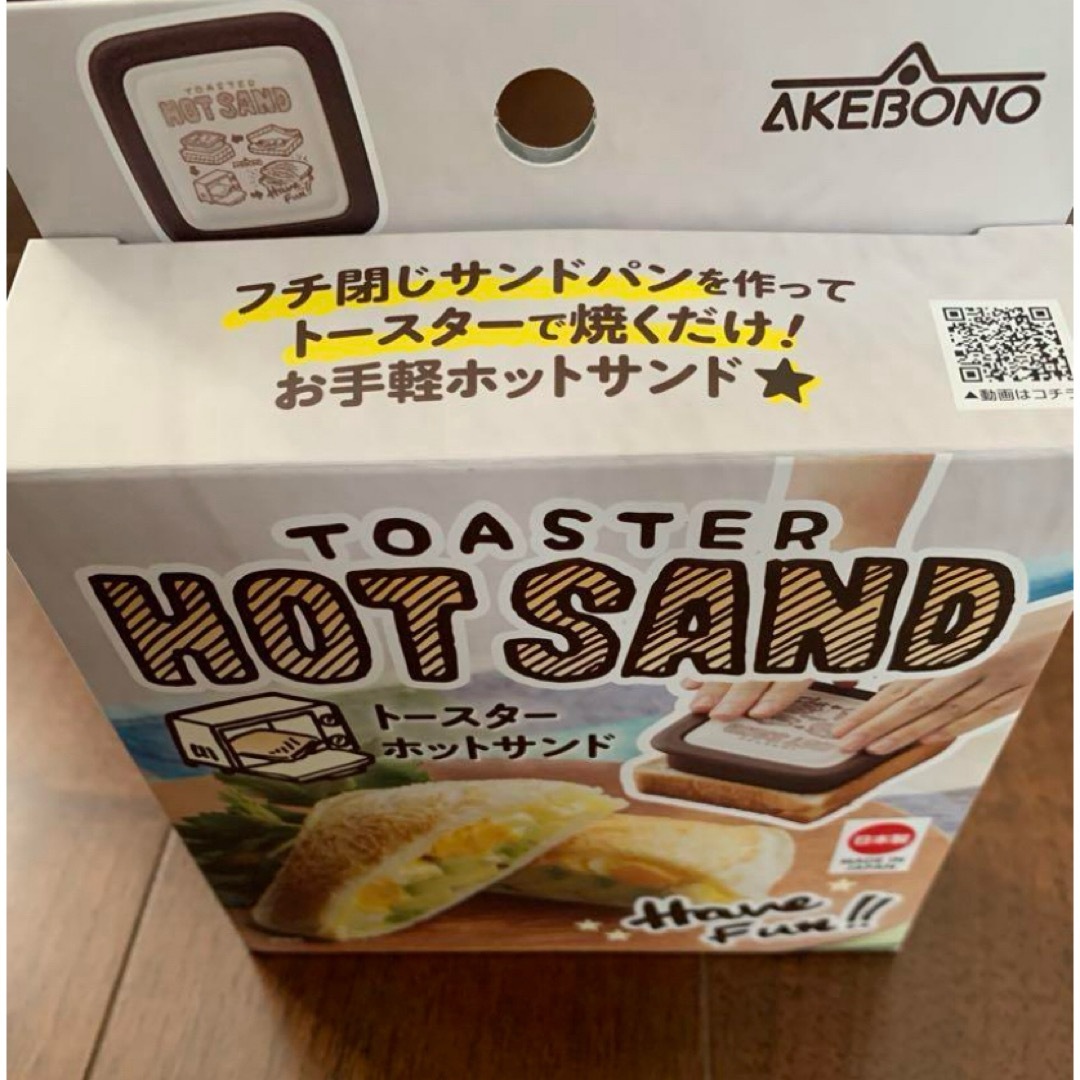 TOASTER
HOT SAND
Have
Fun!!
AKEBONO
フチ閉じサンドパンを作って
トースターで焼くだけ!
お手軽ホットサンド★
▲動画はコチラ
TOASTER
HOT SAND
トースター
ホットサンド
日本製
MADE IN
JAPAN
Have
Fun!!